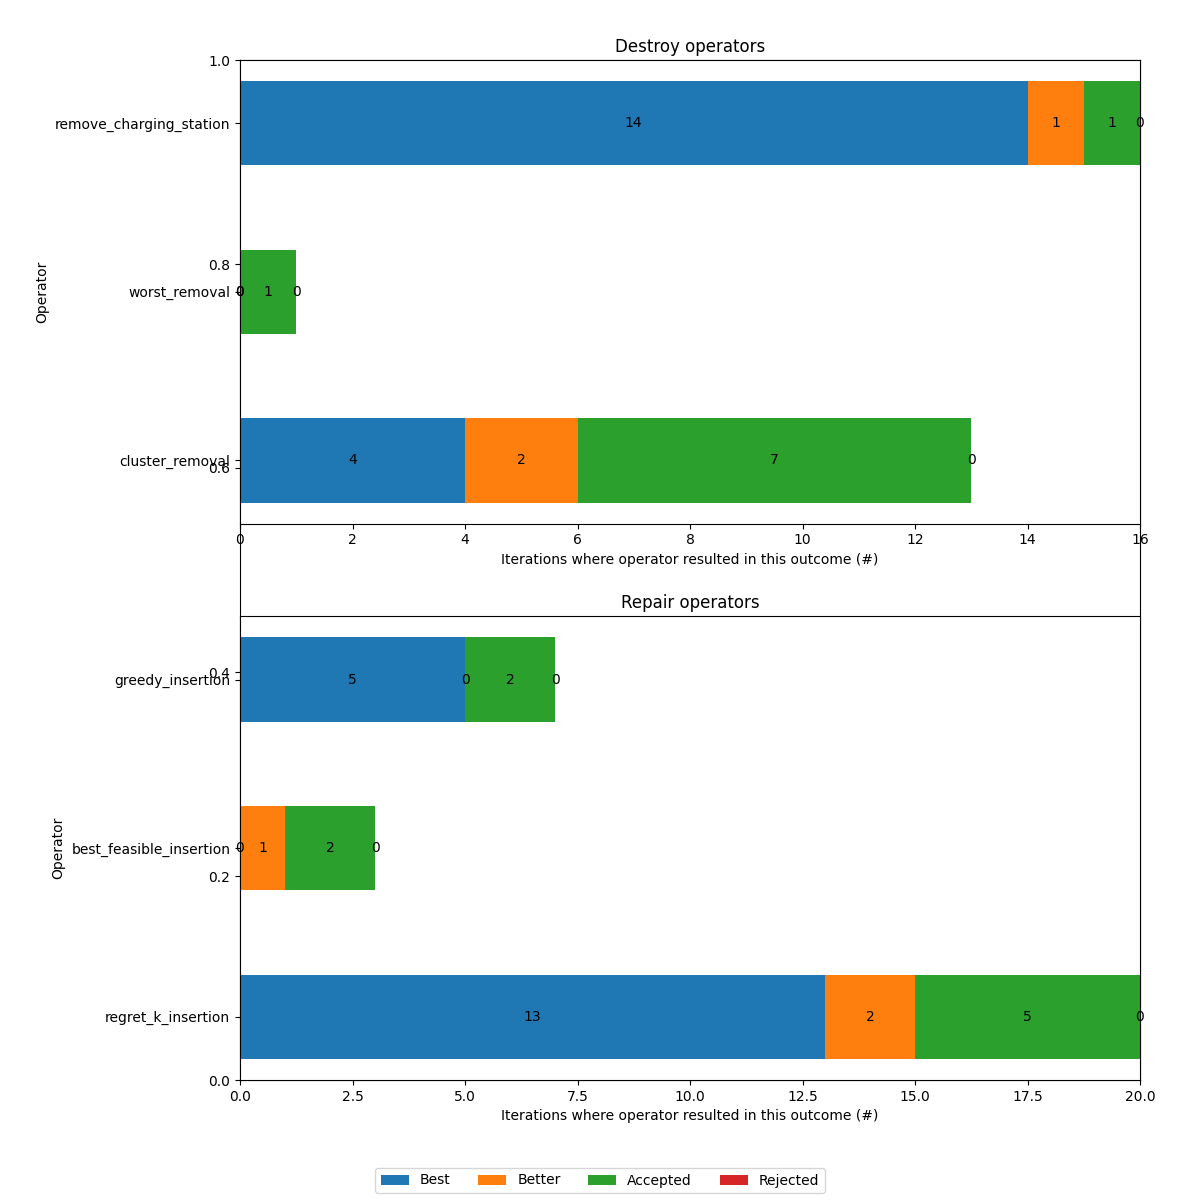 Destroy operators
1.0
remove_charging_station 14 1 1 0
0.8
Operator
worst_removal 0 1 0
cluster_removal 4 2 7 0
0.6
0 2 4 6 8 10 12 14 16
Iterations where operator resulted in this outcome (#)
Repair operators
0.4
greedy_insertion 5 0 2 0
Operator
best_feasible_insertion 0 1 2 0
0.2
regret_k_insertion 13 2 5 0
0.0
0.0 2.5 5.0 7.5 10.0 12.5 15.0 17.5 20.0
Iterations where operator resulted in this outcome (#)
Best Better Accepted Rejected